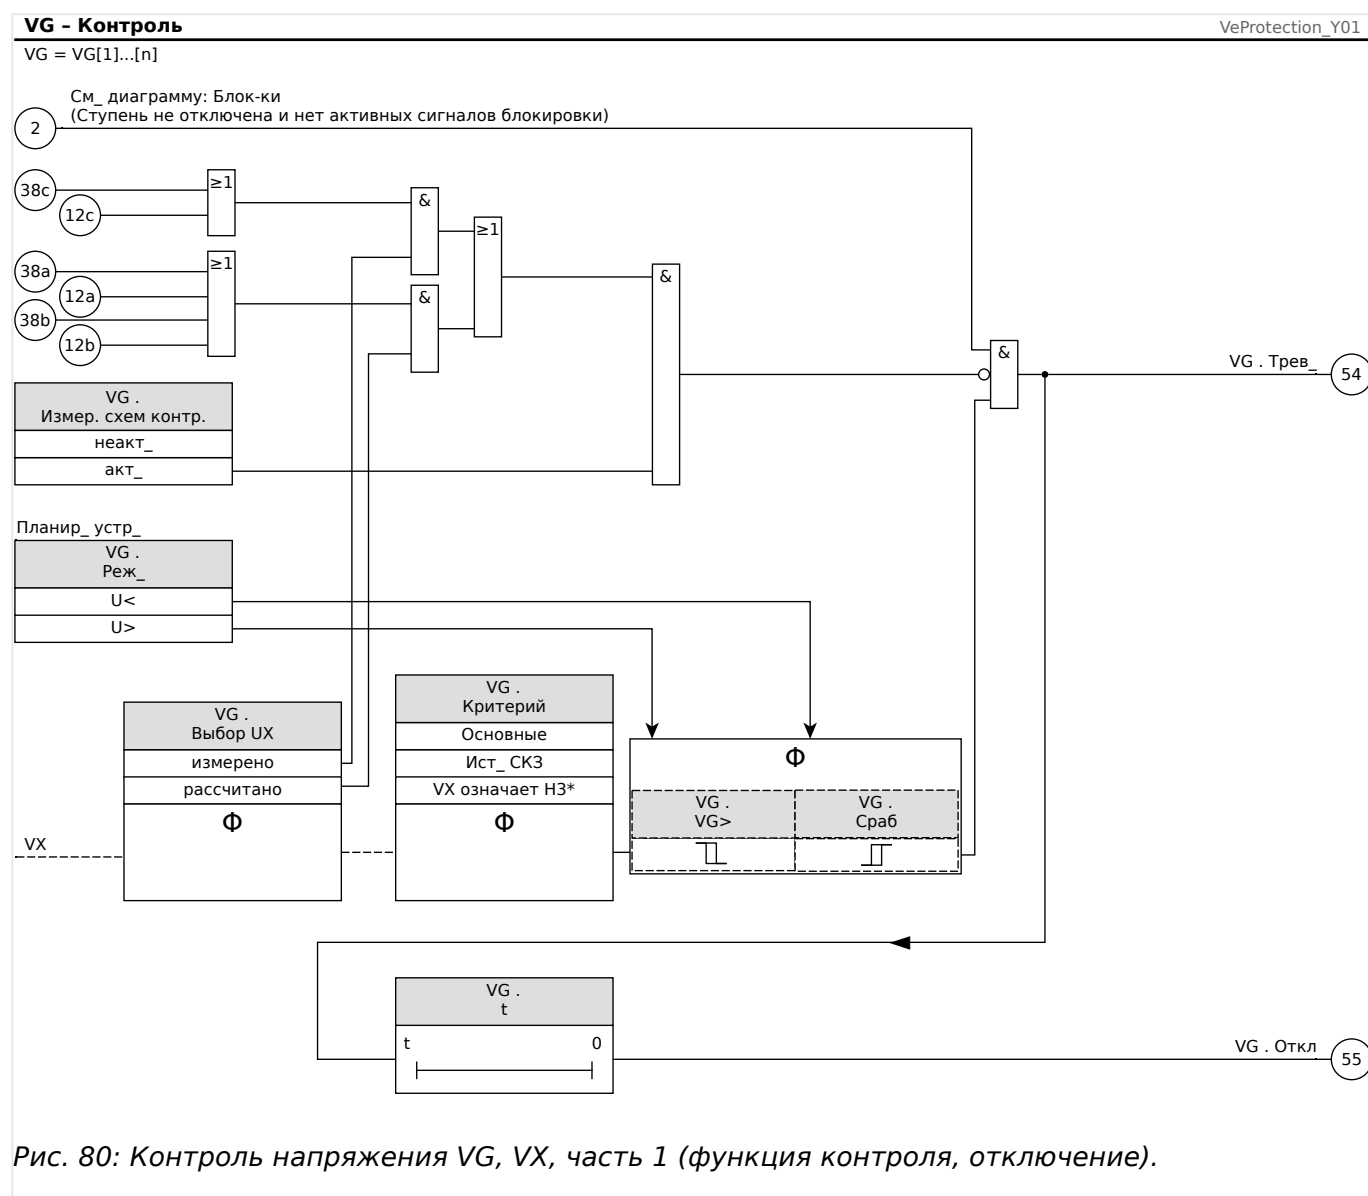 VG – Контроль
VeProtection_Y01
VG = VG[1]...[n]
См_ диаграмму: Блок-ки
(Ступень не отключена и нет активных сигналов блокировки)
2
38c
12c
≥1
&
≥1
38a
12a
38b
12b
≥1
&
&
&
VG . Трев_
54
VG .
Измер. схем контр.
неакт_
акт_
Планир_ устр_
VG .
Реж_
U<
U>
VG .
Выбор UX
измерено
рассчитано
Φ
VX
VG .
Критерий
Основные
Ист_ СКЗ
VX означает НЗ*
Φ
Φ
VG .
VG>
VG .
Сраб
VG .
t
t
0
VG . Откл
55
Рис. 80: Контроль напряжения VG, VX, часть 1 (функция контроля, отключение).